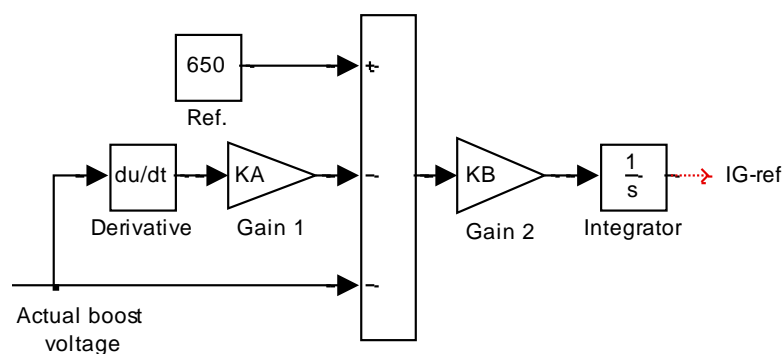 650
+
Ref.
du/dt
KA
-
KB
1
s
IG-ref
Derivative
Gain 1
Gain 2
Integrator
-
Actual boost
voltage